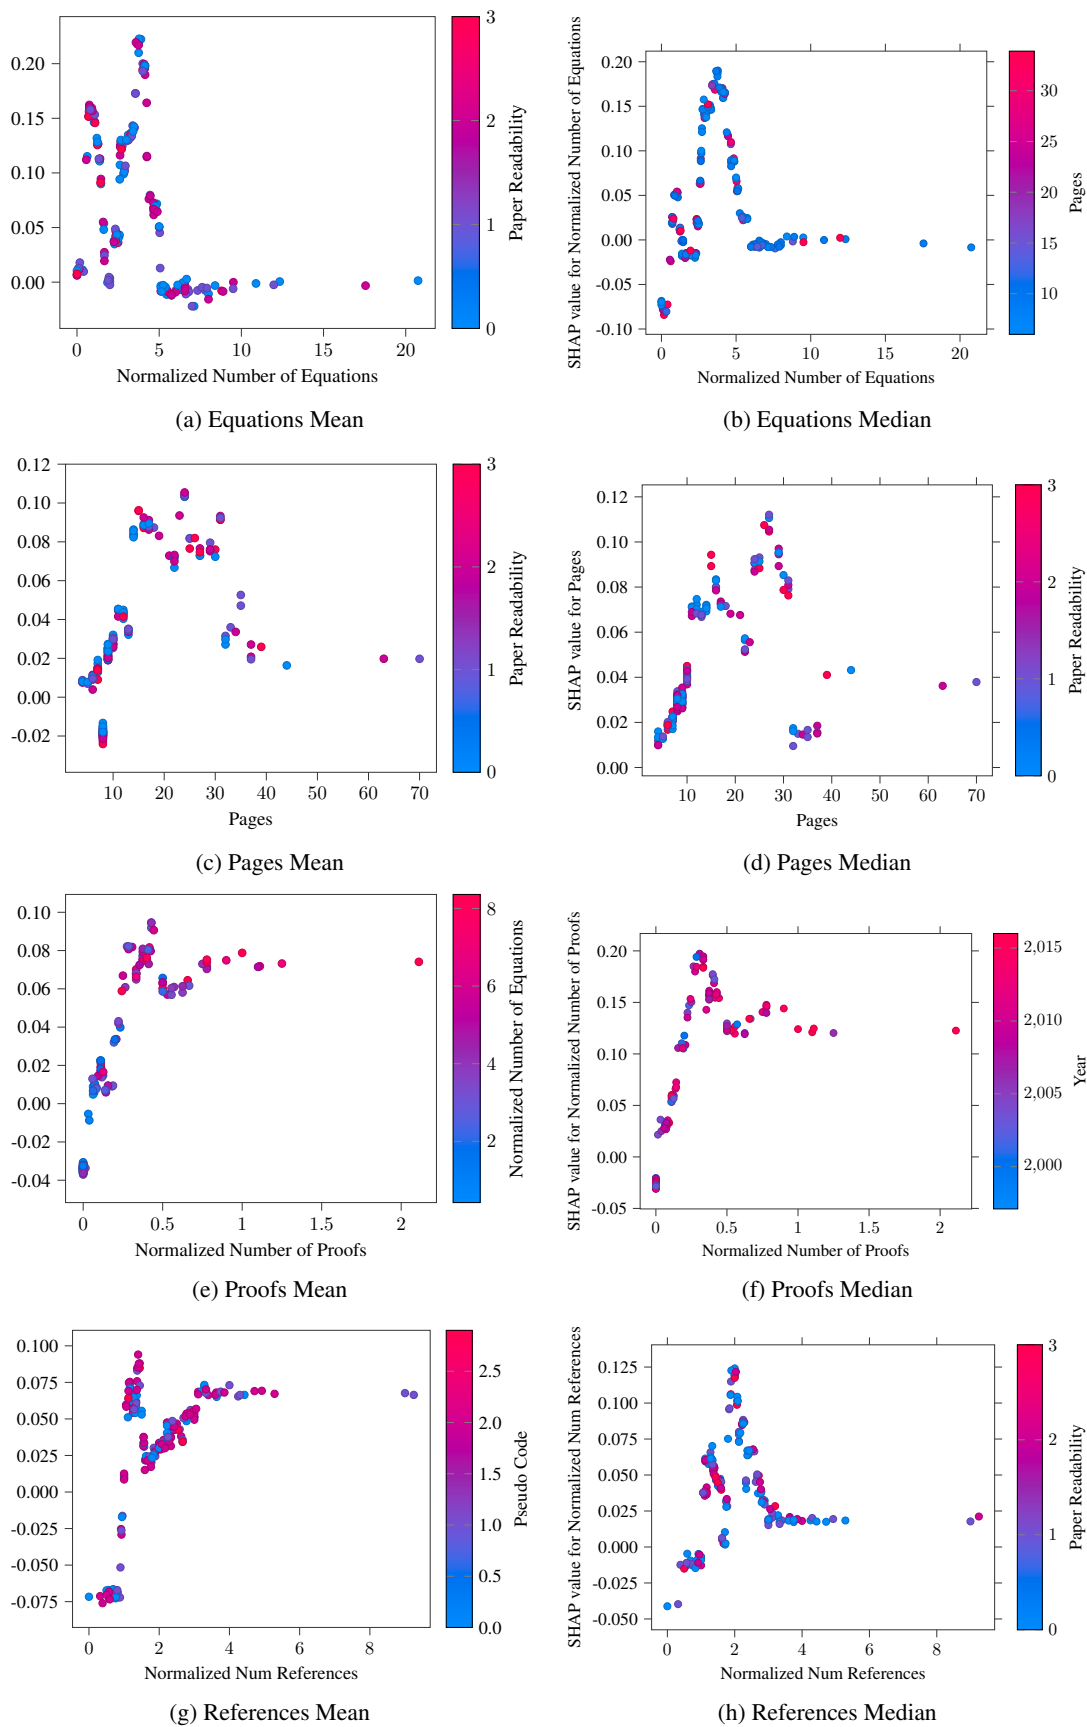 0.20
0.15
0.10
0.05
0.00
0 5 10 15 20
Normalized Number of Equations
3
2
1
0
Paper Readability
(a) Equations Mean
SHAP value for Normalized Number of Equations
0.20
0.15
0.10
0.05
0.00
-0.05
-0.10
0 5 10 15 20
Normalized Number of Equations
30
25
20
15
10
Pages
(b) Equations Median
0.12
0.10
0.08
0.06
0.04
0.02
0.00
-0.02
10 20 30 40 50 60 70
Pages
3
2
1
0
Paper Readability
(c) Pages Mean
SHAP value for Pages
0.12
0.10
0.08
0.06
0.04
0.02
0.00
10 20 30 40 50 60 70
Pages
3
2
1
0
Paper Readability
(d) Pages Median
0.10
0.08
0.06
0.04
0.02
0.00
-0.02
-0.04
0 0.5 1 1.5 2
Normalized Number of Proofs
8
6
4
2
Normalized Number of Equations
(e) Proofs Mean
SHAP value for Normalized Number of Proofs
0.20
0.15
0.10
0.05
0.00
-0.05
0 0.5 1 1.5 2
Normalized Number of Proofs
2,015
2,010
2,005
2,000
Year
(f) Proofs Median
0.100
0.075
0.050
0.025
0.000
-0.025
-0.050
-0.075
0 2 4 6 8
Normalized Num References
2.5
2.0
1.5
1.0
0.5
0.0
Pseudo Code
(g) References Mean
SHAP value for Normalized Num References
0.125
0.100
0.075
0.050
0.025
0.000
-0.025
-0.050
0 2 4 6 8
Normalized Num References
3
2
1
0
Paper Readability
(h) References Median